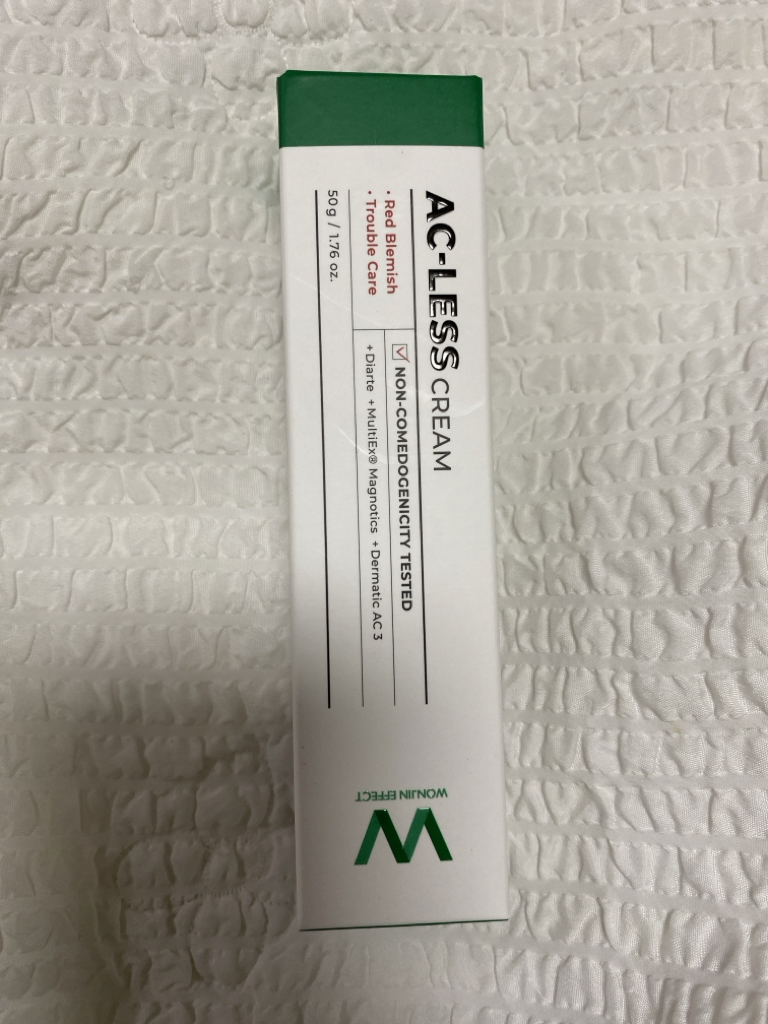 AC-LESS CREAM
• Red Blemish
• Trouble Care
NON-COMEDOGENICITY TESTED
+ Diarte + MultiEx® Magnotics + Dermatic AC 3
50 g / 1.76 oz.
W
WONJIN EFFECT